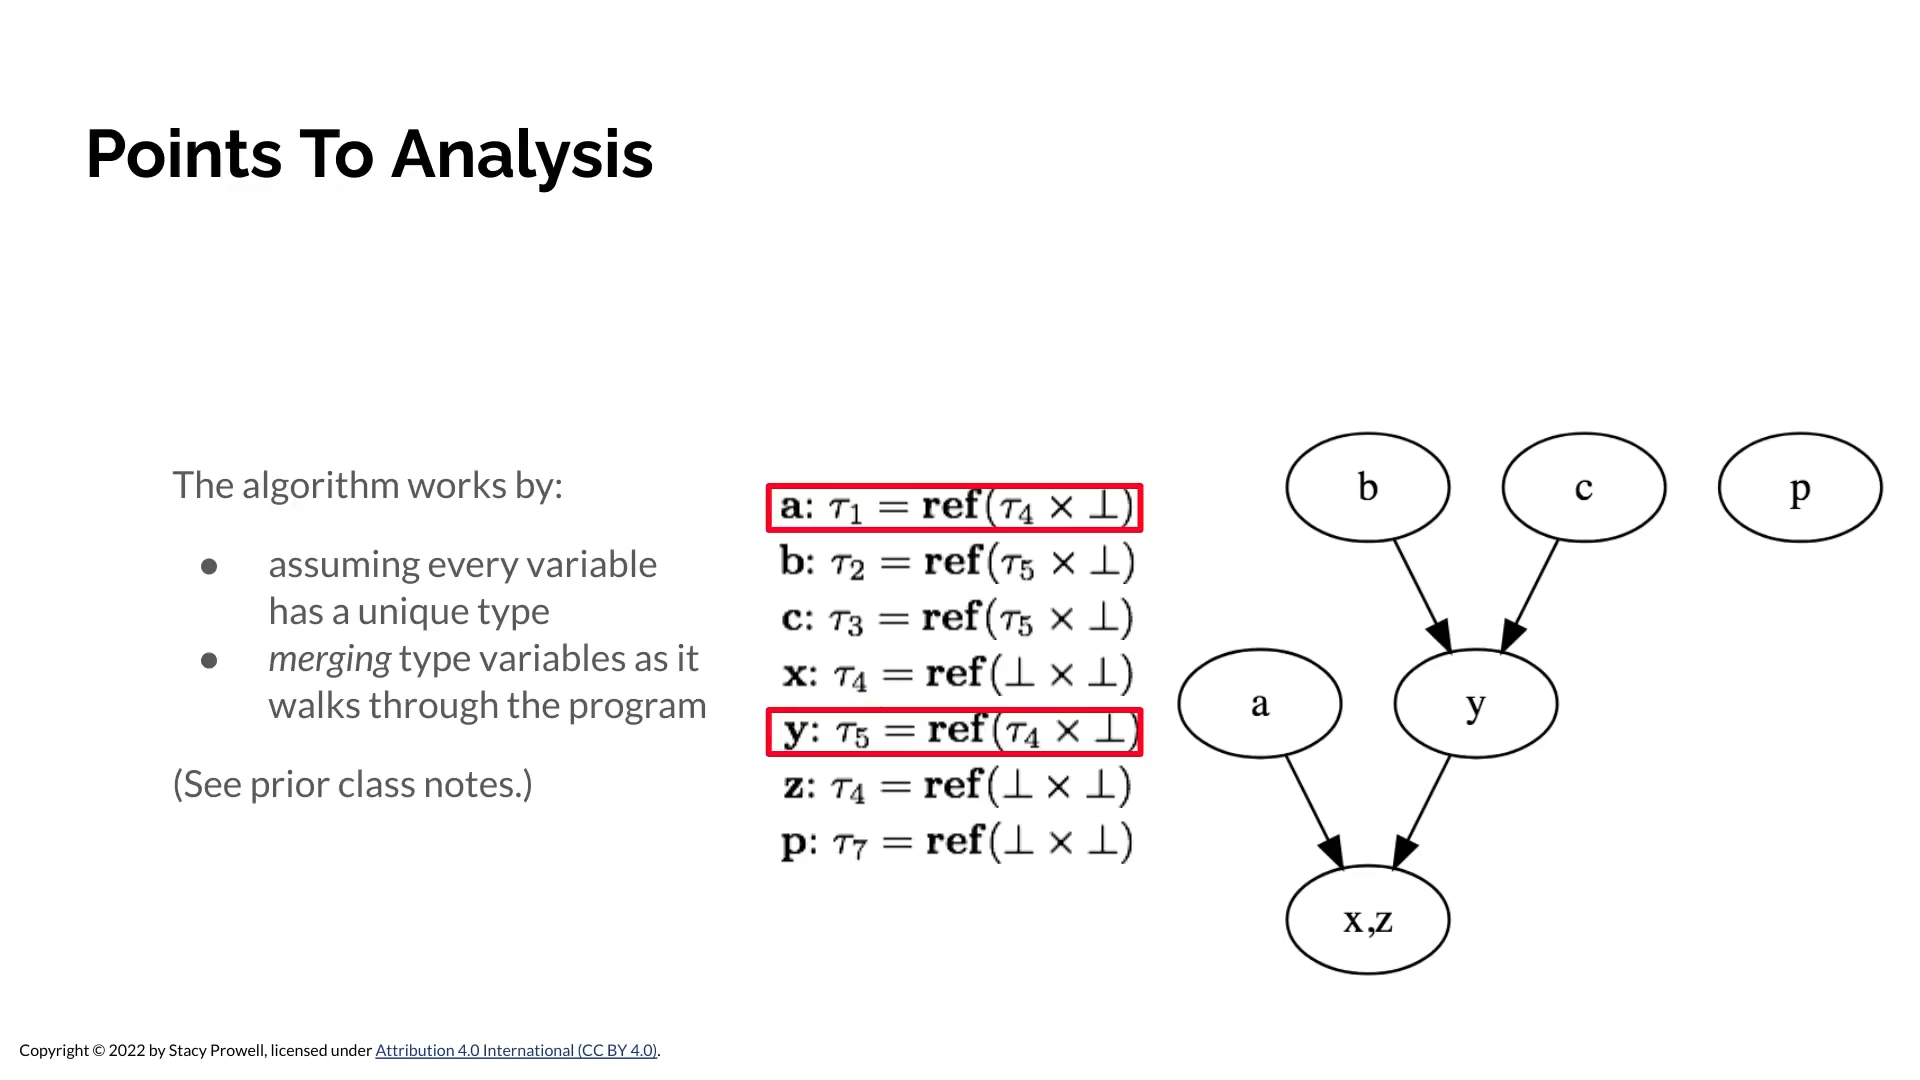 Points To Analysis
The algorithm works by:
● assuming every variable
has a unique type
● merging type variables as it
walks through the program
(See prior class notes.)
a: τ₁ = ref(τ₄ × ⊥)
b: τ₂ = ref(τ₅ × ⊥)
c: τ₃ = ref(τ₅ × ⊥)
x: τ₄ = ref(⊥ × ⊥)
y: τ₅ = ref(τ₄ × ⊥)
z: τ₄ = ref(⊥ × ⊥)
p: τ₇ = ref(⊥ × ⊥)
b c p
a y
x,z
Copyright © 2022 by Stacy Prowell, licensed under Attribution 4.0 International (CC BY 4.0).